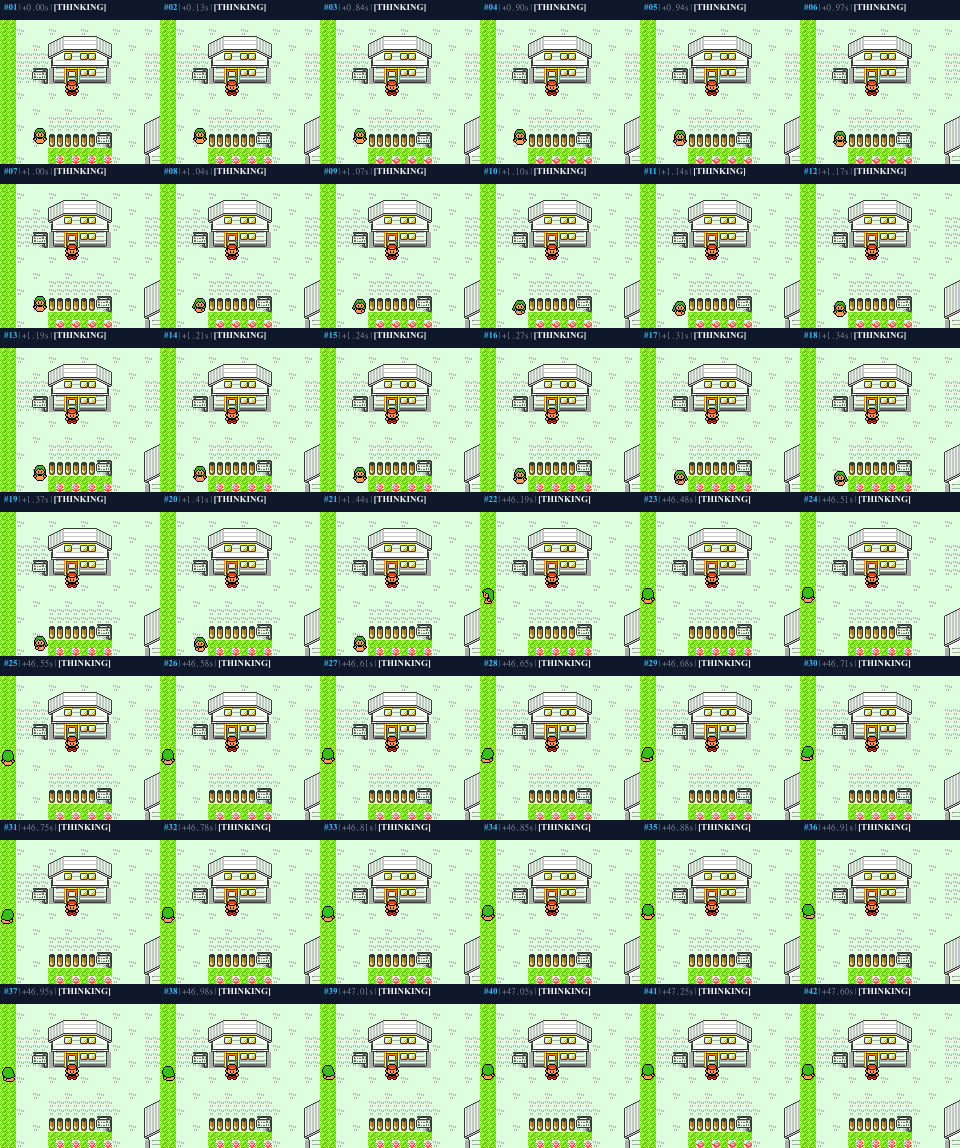 #01|+0.00s|[THINKING] #02|+0.13s|[THINKING] #03|+0.84s|[THINKING] #04|+0.90s|[THINKING] #05|+0.94s|[THINKING] #06|+0.97s|[THINKING]
#07|+1.00s|[THINKING] #08|+1.04s|[THINKING] #09|+1.07s|[THINKING] #10|+1.10s|[THINKING] #11|+1.14s|[THINKING] #12|+1.17s|[THINKING]
#13|+1.19s|[THINKING] #14|+1.21s|[THINKING] #15|+1.24s|[THINKING] #16|+1.27s|[THINKING] #17|+1.31s|[THINKING] #18|+1.34s|[THINKING]
#19|+1.37s|[THINKING] #20|+1.41s|[THINKING] #21|+1.44s|[THINKING] #22|+46.19s|[THINKING] #23|+46.48s|[THINKING] #24|+46.51s|[THINKING]
#25|+46.55s|[THINKING] #26|+46.58s|[THINKING] #27|+46.61s|[THINKING] #28|+46.65s|[THINKING] #29|+46.68s|[THINKING] #30|+46.71s|[THINKING]
#31|+46.75s|[THINKING] #32|+46.78s|[THINKING] #33|+46.81s|[THINKING] #34|+46.85s|[THINKING] #35|+46.88s|[THINKING] #36|+46.91s|[THINKING]
#37|+46.95s|[THINKING] #38|+46.98s|[THINKING] #39|+47.01s|[THINKING] #40|+47.05s|[THINKING] #41|+47.25s|[THINKING] #42|+47.60s|[THINKING]